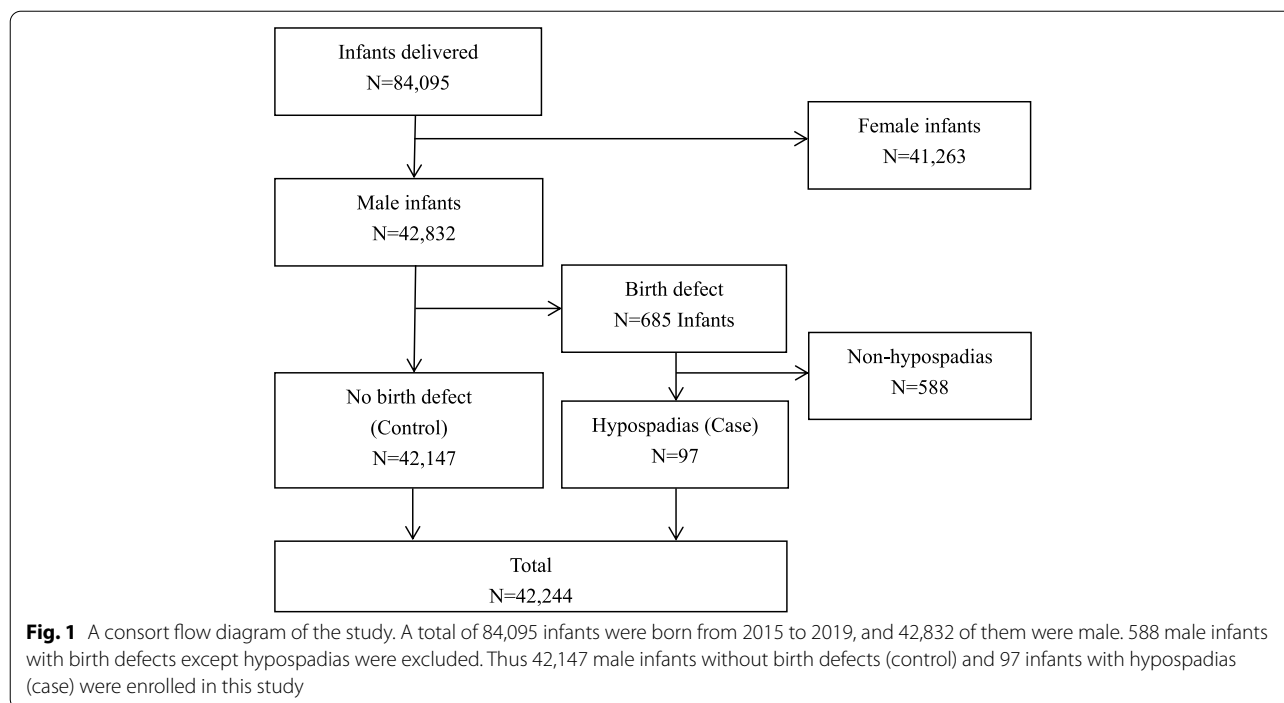 Infants delivered
N=84,095
Female infants
N=41,263
Male infants
N=42,832
Birth defect
N=685 Infants
Non-hypospadias
N=588
No birth defect
(Control)
N=42,147
Hypospadias (Case)
N=97
Total
N=42,244
Fig. 1 A consort flow diagram of the study. A total of 84,095 infants were born from 2015 to 2019, and 42,832 of them were male. 588 male infants
with birth defects except hypospadias were excluded. Thus 42,147 male infants without birth defects (control) and 97 infants with hypospadias
(case) were enrolled in this study